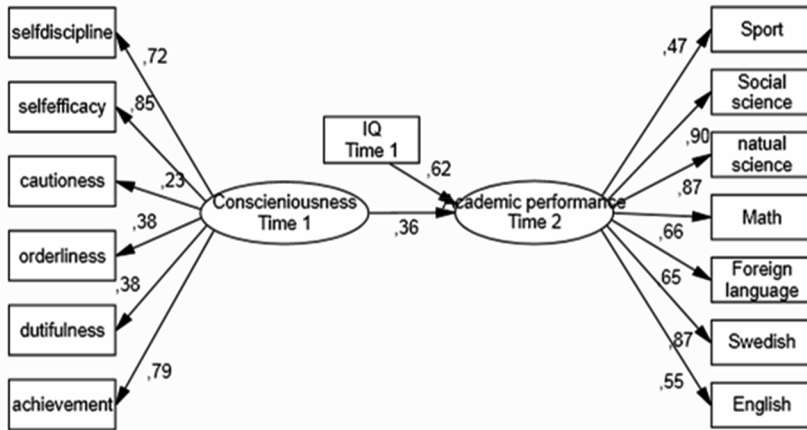 selfdiscipline
,72
selfefficacy
,85
cautioness
,23
orderliness
,38
dutifulness
,38
achievement
,79
Conscieniousness
Time 1
IQ
Time 1
,62
,36
cademic performance
Time 2
Sport
,47
Social
science
,90
natual
science
,87
Math
,66
Foreign
language
65
Swedish
,87
English
,55